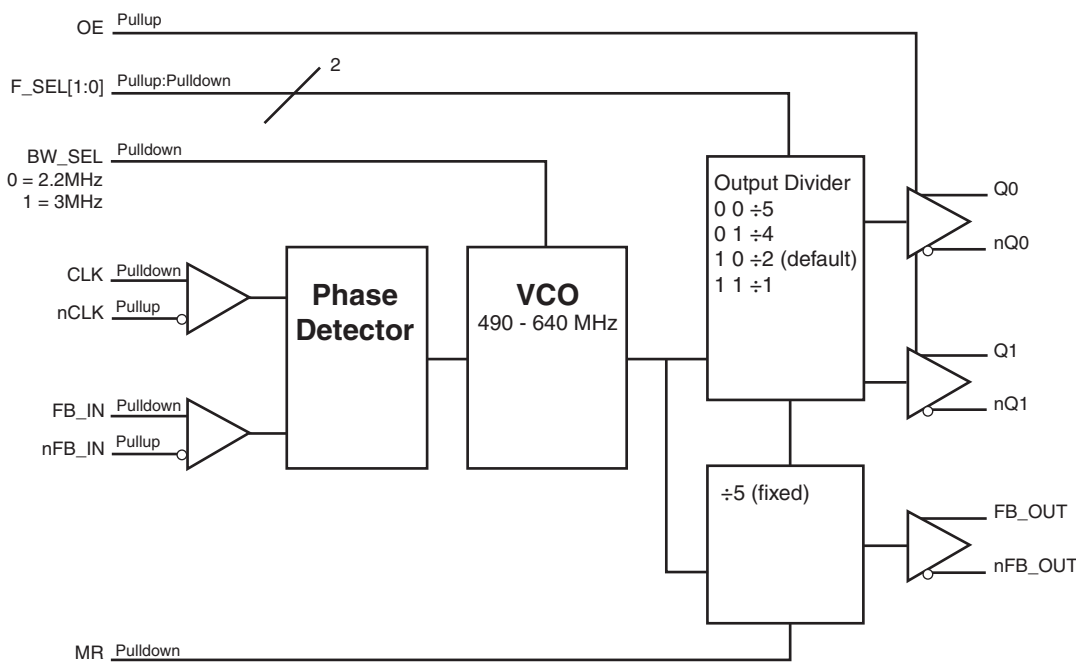 OE Pullup
F_SEL[1:0] Pullup:Pulldown
2
BW_SEL Pulldown
0 = 2.2MHz
1 = 3MHz
CLK Pulldown
nCLK Pullup
FB_IN Pulldown
nFB_IN Pullup
Phase
Detector
VCO
490 - 640 MHz
Output Divider
0 0 ÷5
0 1 ÷4
1 0 ÷2 (default)
1 1 ÷1
Q0
nQ0
Q1
nQ1
÷5 (fixed)
FB_OUT
nFB_OUT
MR Pulldown